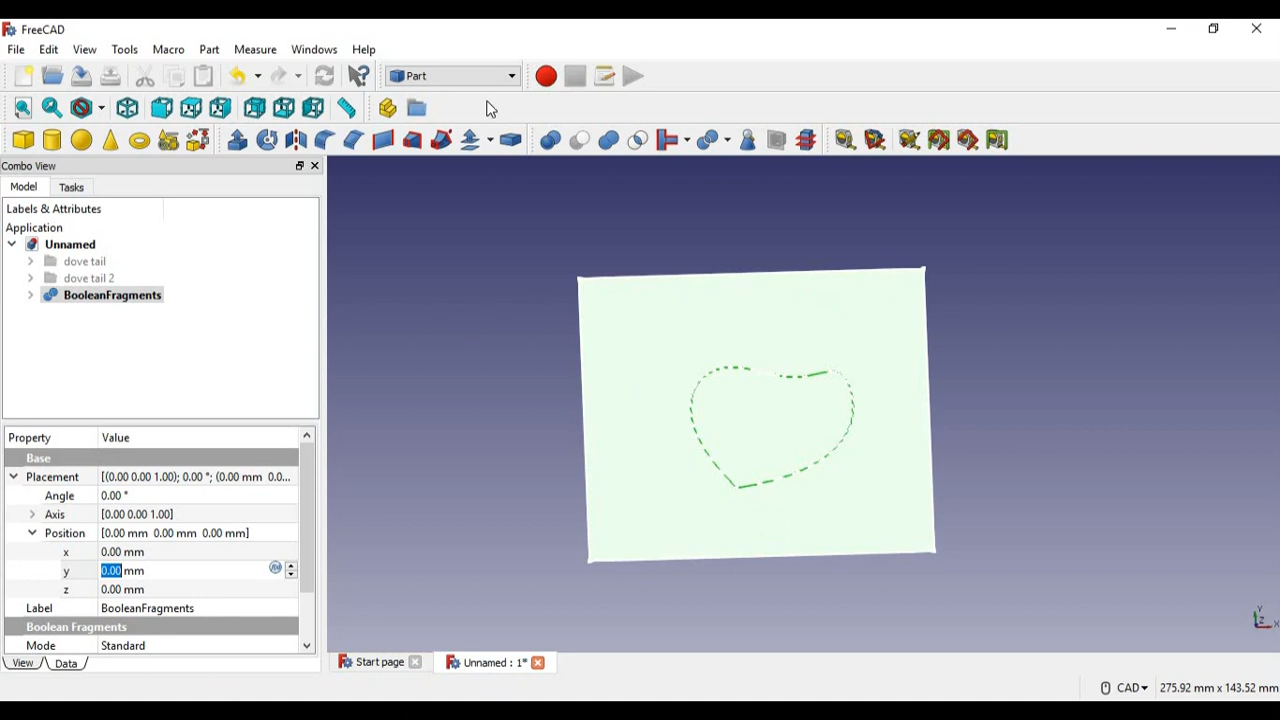 FreeCAD
File Edit View Tools Macro Part Measure Windows Help
Part
Combo View
Model Tasks
Labels & Attributes
Application
Unnamed
dove tail
dove tail 2
BooleanFragments
Property Value
Base
Placement [(0.00 0.00 1.00); 0.00 °; (0.00 mm 0.0...
Angle 0.00 °
Axis [0.00 0.00 1.00]
Position [0.00 mm 0.00 mm 0.00 mm]
x 0.00 mm
y 0.00 mm
z 0.00 mm
Label BooleanFragments
Boolean Fragments
Mode Standard
View Data
Start page Unnamed : 1*
Y
Z
X
CAD 275.92 mm x 143.52 mm